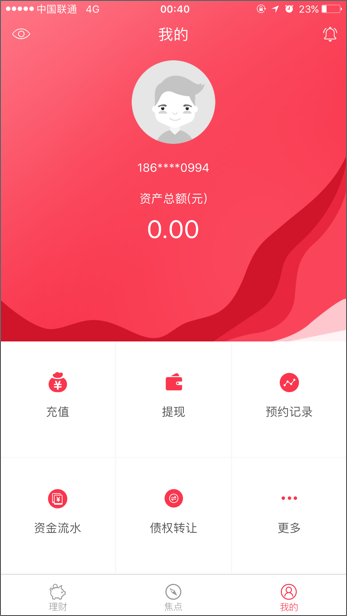 中国联通 4G 00:40 23%
我的
186****0994
资产总额(元)
0.00
充值 提现 预约记录
资金流水 债权转让 更多
理财 焦点 我的